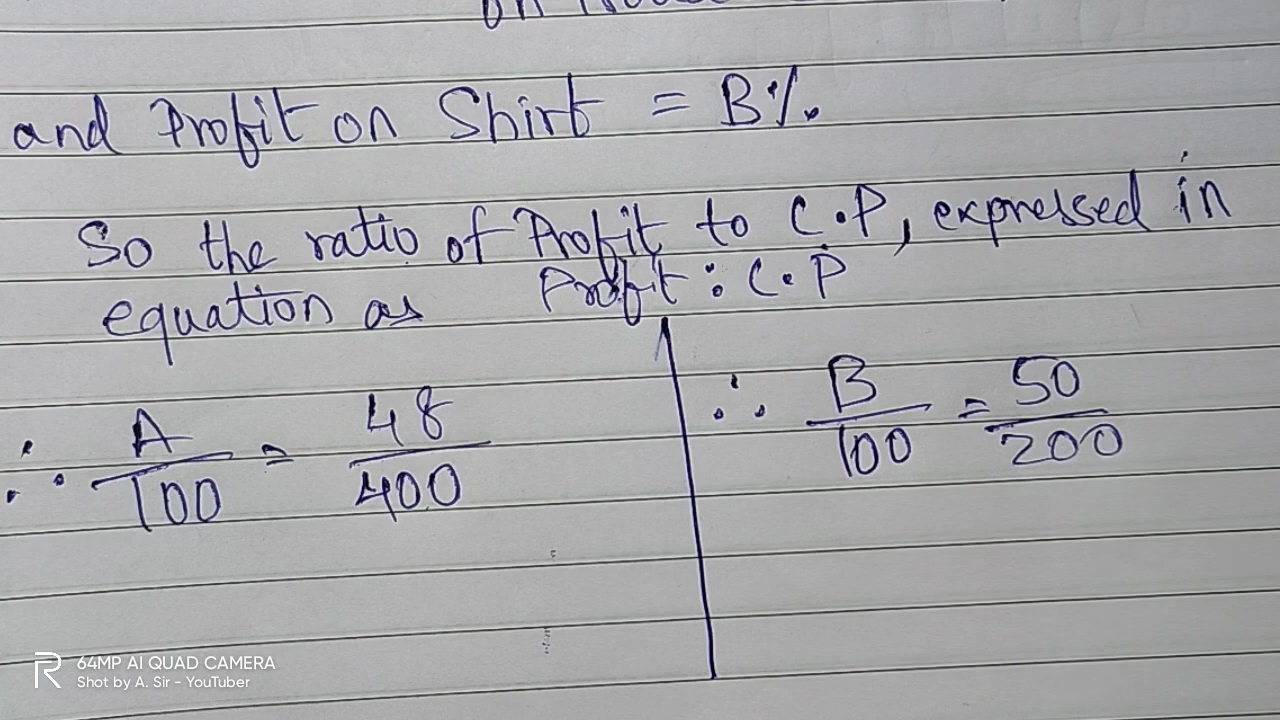 on
and Profit on Shirt = B%.
So the ratio of Profit to C.P, expressed in
equation as Profit : C.P
∴ A/100 = 48/400 ∴ B/100 = 50/200
64MP AI QUAD CAMERA
Shot by A. Sir - YouTuber